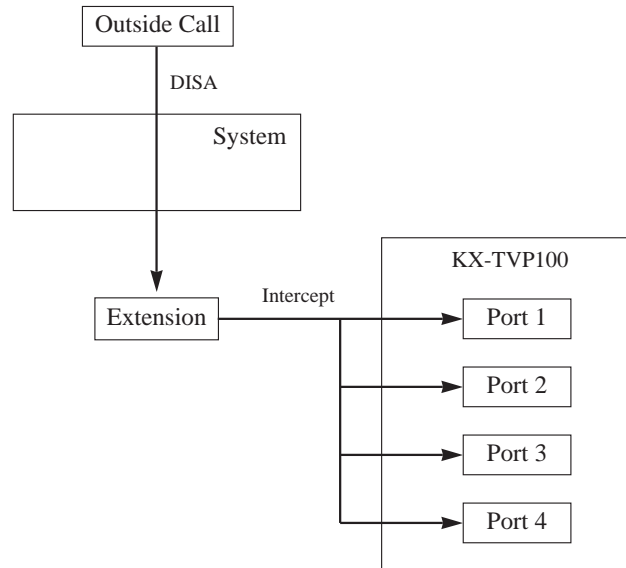 Outside Call
DISA
System
KX-TVP100
Intercept
Extension
Port 1
Port 2
Port 3
Port 4